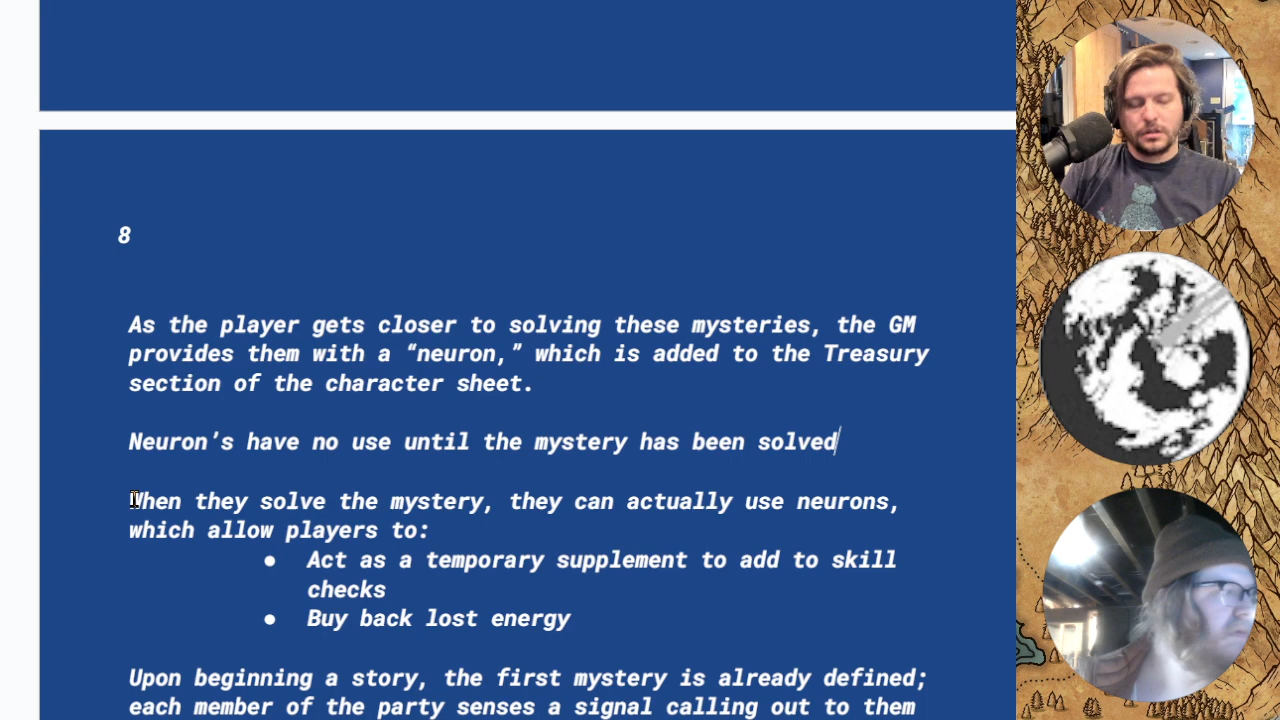 8
As the player gets closer to solving these mysteries, the GM
provides them with a “neuron,” which is added to the Treasury
section of the character sheet.
Neuron’s have no use until the mystery has been solved
When they solve the mystery, they can actually use neurons,
which allow players to:
● Act as a temporary supplement to add to skill
checks
● Buy back lost energy
Upon beginning a story, the first mystery is already defined;
each member of the party senses a signal calling out to them